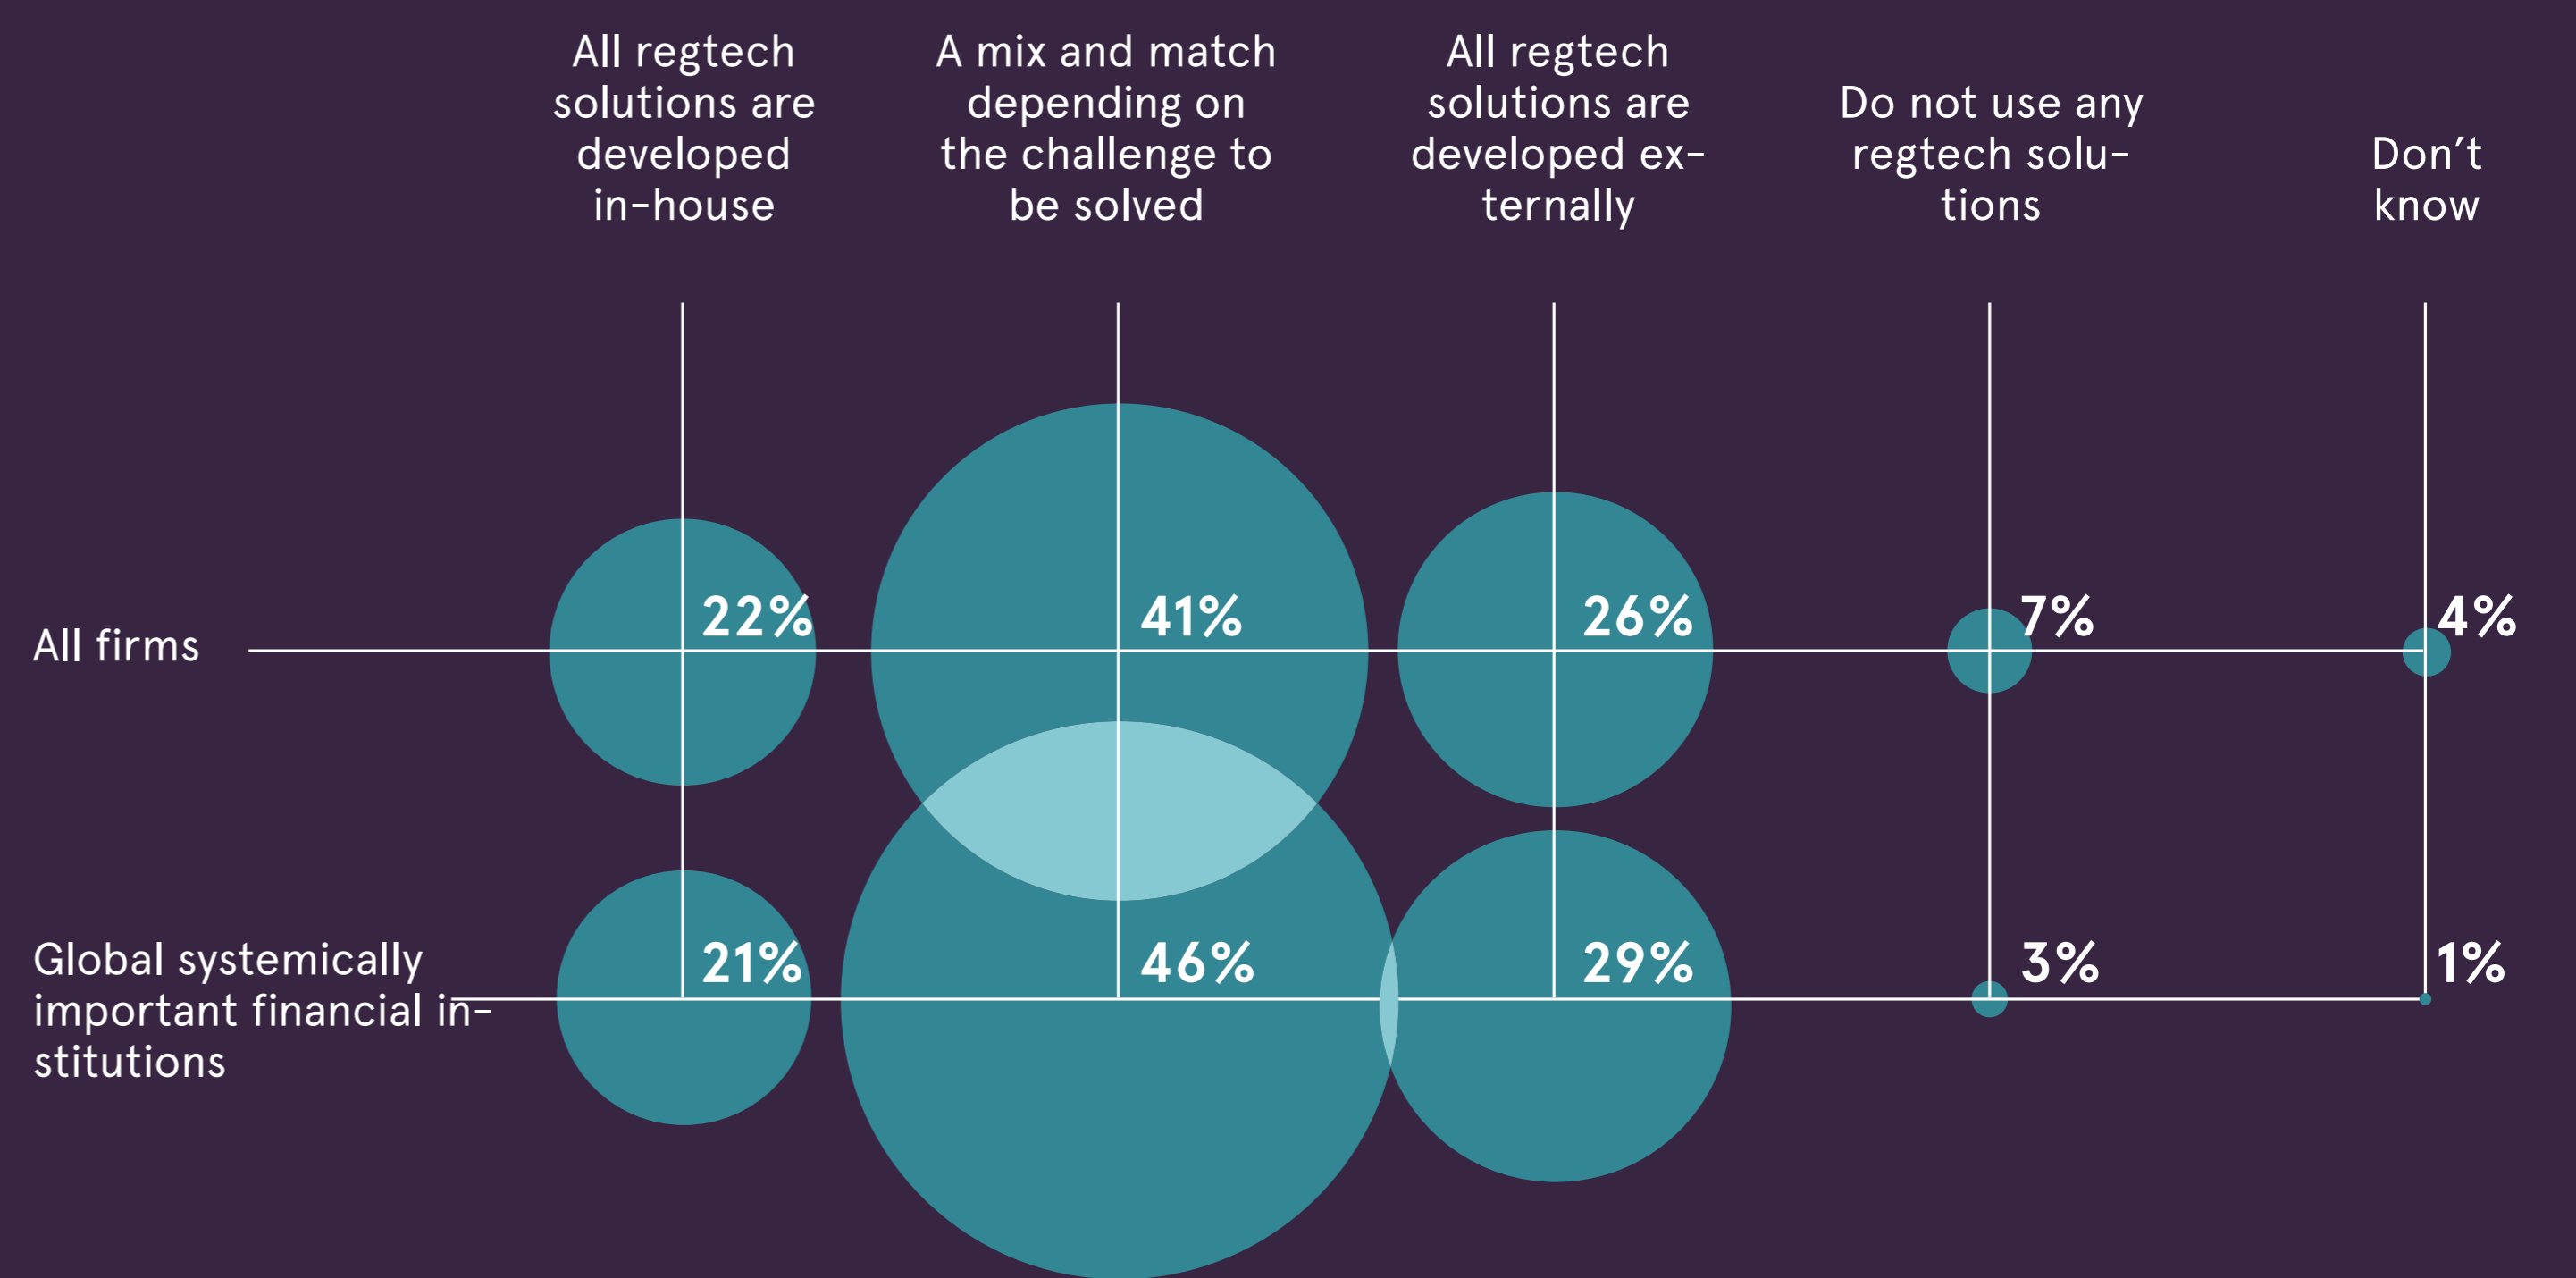 All regtech
solutions are
developed
in-house
A mix and match
depending on
the challenge to
be solved
All regtech
solutions are
developed ex-
ternally
Do not use any
regtech solu-
tions
Don't
know
All firms
22%
41%
26%
7%
4%
Global systemically
important financial in-
stitutions
21%
46%
29%
3%
1%